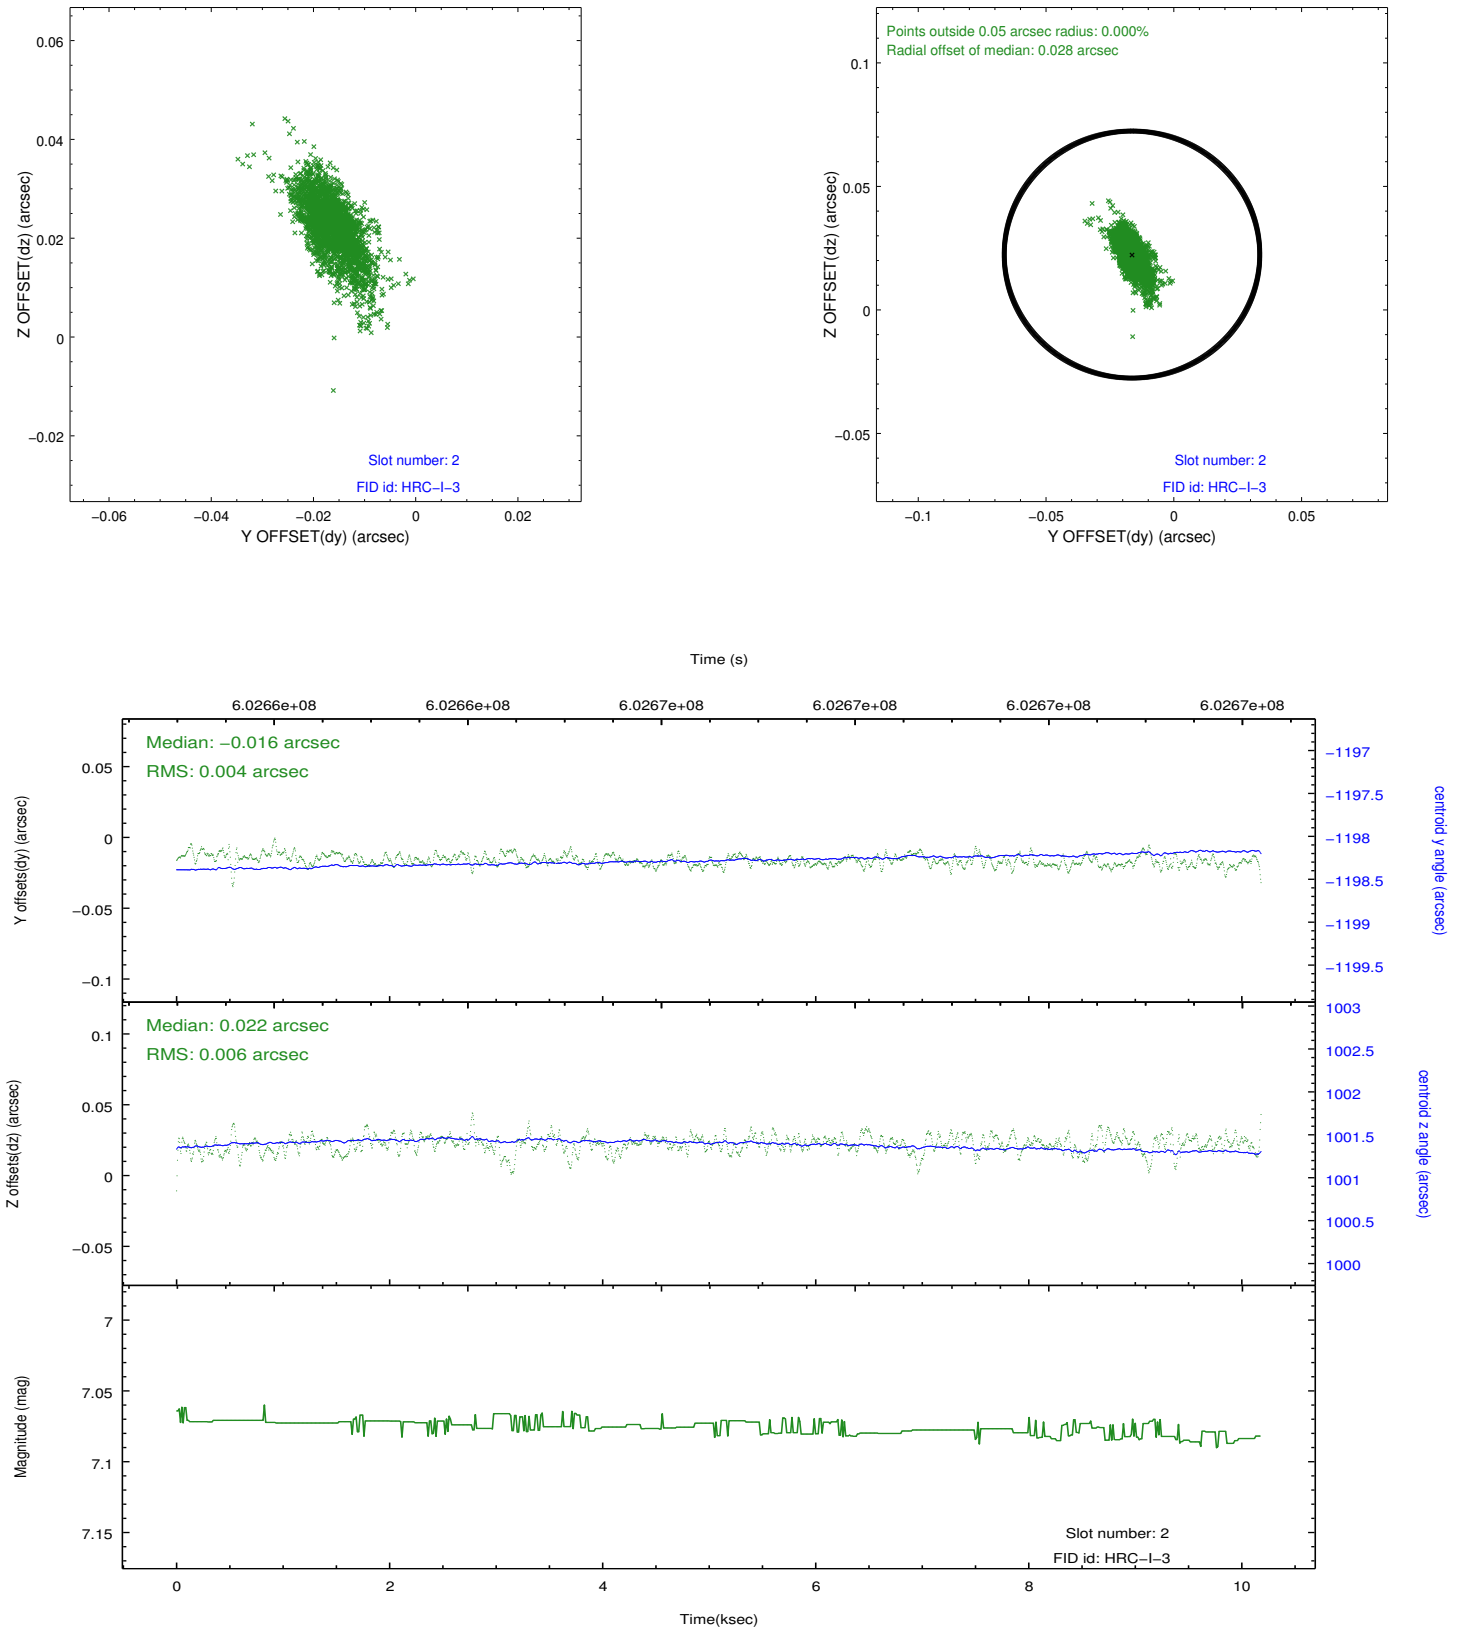 0.06
0.04
0.02
0
−0.02
Z OFFSET(dz) (arcsec)
Slot number: 2
FID id: HRC−I−3
−0.06 −0.04 −0.02 0 0.02
Y OFFSET(dy) (arcsec)
Points outside 0.05 arcsec radius: 0.000%
Radial offset of median: 0.028 arcsec
0.1
0.05
0
−0.05
Z OFFSET(dz) (arcsec)
Slot number: 2
FID id: HRC−I−3
−0.1 −0.05 0 0.05
Y OFFSET(dy) (arcsec)
Time (s)
6.0266e+08 6.0266e+08 6.0267e+08 6.0267e+08 6.0267e+08 6.0267e+08
Median: −0.016 arcsec
RMS: 0.004 arcsec
0.05
0
−0.05
−0.1
Y offsets(dy) (arcsec)
−1197
−1197.5
−1198
−1198.5
−1199
−1199.5
centroid y angle (arcsec)
Median: 0.022 arcsec
RMS: 0.006 arcsec
0.1
0.05
0
−0.05
Z offsets(dz) (arcsec)
1003
1002.5
1002
1001.5
1001
1000.5
1000
centroid z angle (arcsec)
7
7.05
7.1
7.15
Magnitude (mag)
Slot number: 2
FID id: HRC−I−3
0 2 4 6 8 10
Time(ksec)